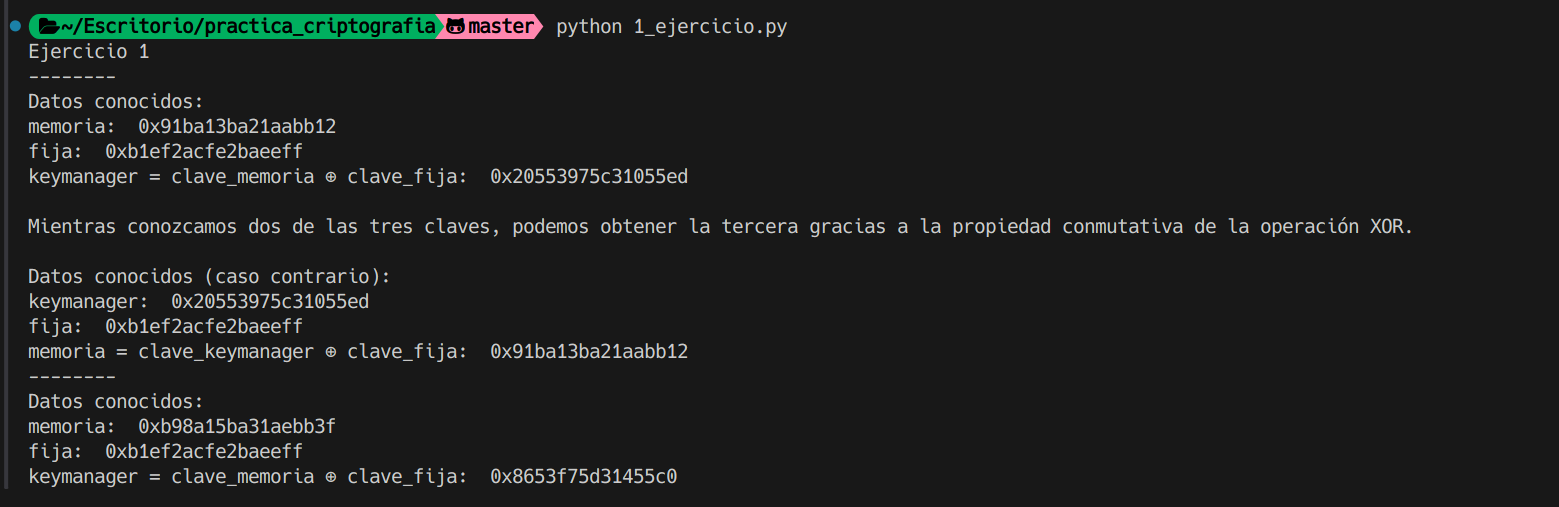 ~/Escritorio/practica_criptografia master python 1_ejercicio.py
Ejercicio 1
--------
Datos conocidos:
memoria:  0x91ba13ba21aabb12
fija:  0xb1ef2acfe2baeeff
keymanager = clave_memoria ⊕ clave_fija:  0x20553975c31055ed
Mientras conozcamos dos de las tres claves, podemos obtener la tercera gracias a la propiedad conmutativa de la operación XOR.
Datos conocidos (caso contrario):
keymanager:  0x20553975c31055ed
fija:  0xb1ef2acfe2baeeff
memoria = clave_keymanager ⊕ clave_fija:  0x91ba13ba21aabb12
--------
Datos conocidos:
memoria:  0xb98a15ba31aebb3f
fija:  0xb1ef2acfe2baeeff
keymanager = clave_memoria ⊕ clave_fija:  0x8653f75d31455c0